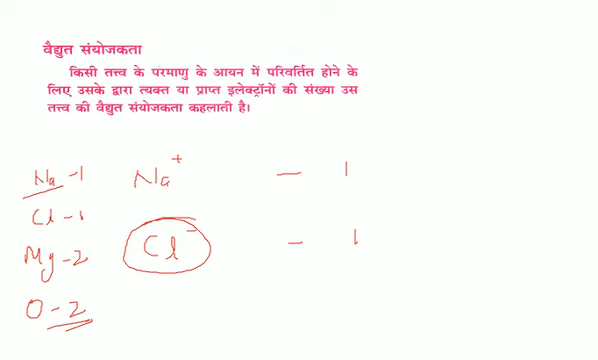 वैद्युत संयोजकता
किसी तत्त्व के परमाणु के आयन में परिवर्तित होने के
लिए उसके द्वारा त्यक्त या प्राप्त इलेक्ट्रॉनों की संख्या उस
तत्त्व की वैद्युत संयोजकता कहलाती है।
Na - 1 Na⁺ — 1
Cl - 1
Mg - 2 Cl⁻ — 1
O - 2